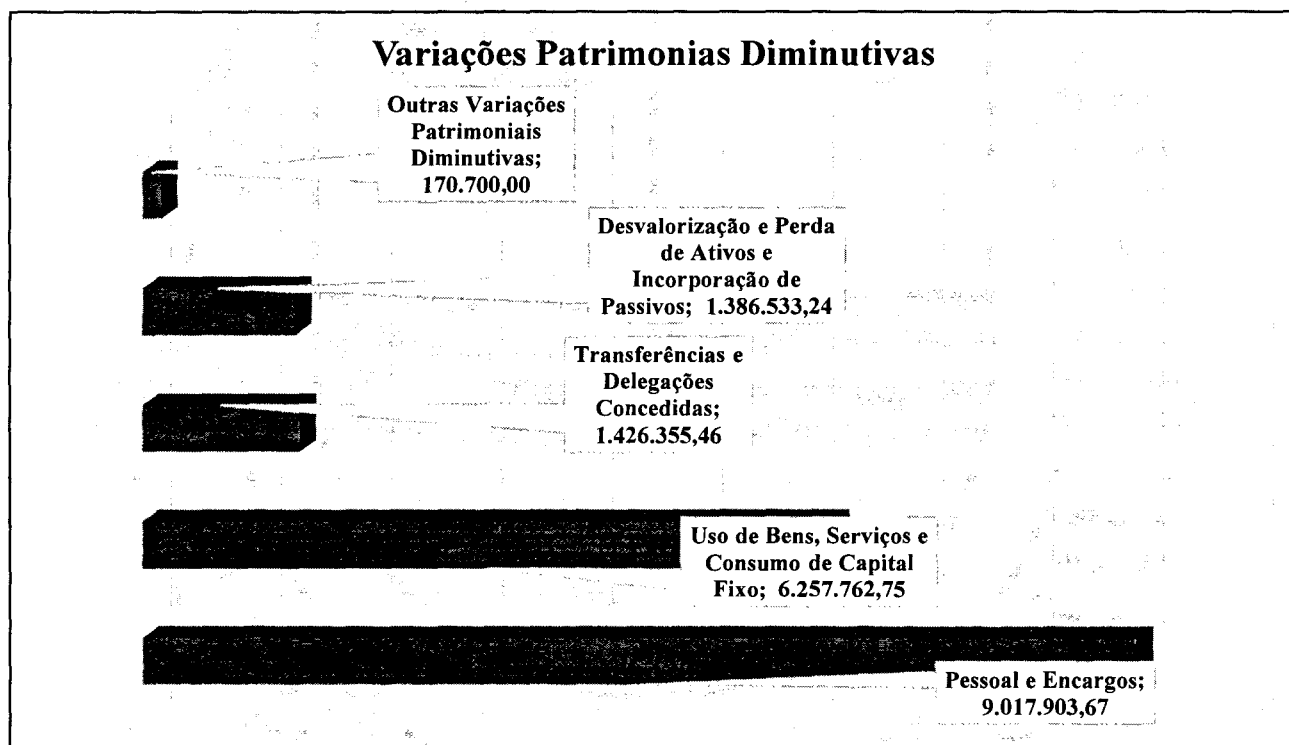 Variações Patrimonias Diminutivas
Outras Variações
Patrimoniais
Diminutivas;
170.700,00
Desvalorização e Perda
de Ativos e
Incorporação de
Passivos; 1.386.533,24
Transferências e
Delegações
Concedidas;
1.426.355,46
Uso de Bens, Serviços e
Consumo de Capital
Fixo; 6.257.762,75
Pessoal e Encargos;
9.017.903,67